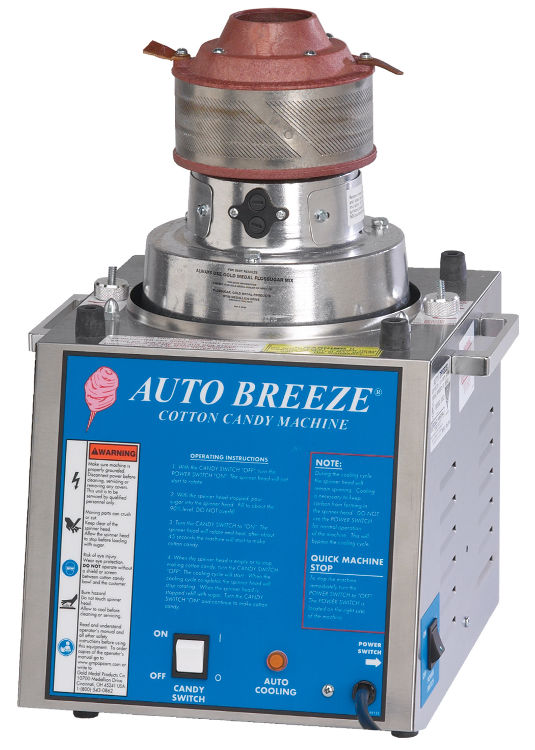 FOR BEST RESULTS
ALWAYS USE GOLD MEDAL FLOSSUGAR MIX
AUTO BREEZE®
COTTON CANDY MACHINE
WARNING
Make sure machine is
properly grounded.
Disconnect power before
cleaning, servicing or
removing any covers.
This unit is to be
serviced by qualified
personnel only.
Moving parts can crush
or cut.
Keep clear of the
spinner head.
Allow the spinner head
to stop before loading
with sugar.
Risk of eye injury
Wear eye protection.
DO NOT operate without
a shield or screen
between cotton candy
bowl and the customer.
Burn hazard
Do not touch spinner
head.
Allow to cool before
cleaning or servicing.
Read and understand
operator's manual and
all other safety
instructions before using
this equipment. To order
copies of the operator's
manual go to
www.gmpopcorn.com or
write to
Gold Medal Products Co
10700 Medallion Drive
Cincinnati, OH 45241 USA
1-(800) 543-0862
OPERATING INSTRUCTIONS
1. With the CANDY SWITCH "OFF", turn the
POWER SWITCH "ON". The spinner head will not
start to rotate.
2. With the spinner head stopped, pour
sugar into the spinner head. Fill to about the
90% level. DO NOT overfill.
3. Turn the CANDY SWITCH to "ON". The
spinner head will rotate and heat, after about
45 seconds the machine will start to make
cotton candy.
4. When the spinner head is empty or to stop
making cotton candy, turn the CANDY SWITCH
"OFF". The cooling cycle will start. When the
cooling cycle is complete the spinner head will
stop rotating. When the spinner head is
stopped refill with sugar. Turn the CANDY
SWITCH "ON" and continue to make cotton
candy.
NOTE:
During the cooling cycle
the spinner head will
remain spinning. Cooling
is necessary to keep
carbon from forming in
the spinner head. DO NOT
use the POWER SWITCH
for normal operation
of the machine. This will
bypass the cooling cycle.
QUICK MACHINE
STOP
To stop the machine
immediately turn the
POWER SWITCH to "OFF".
The POWER SWITCH is
located on the right side
of the machine.
ON
OFF
I
O
CANDY
SWITCH
AUTO
COOLING
POWER
SWITCH